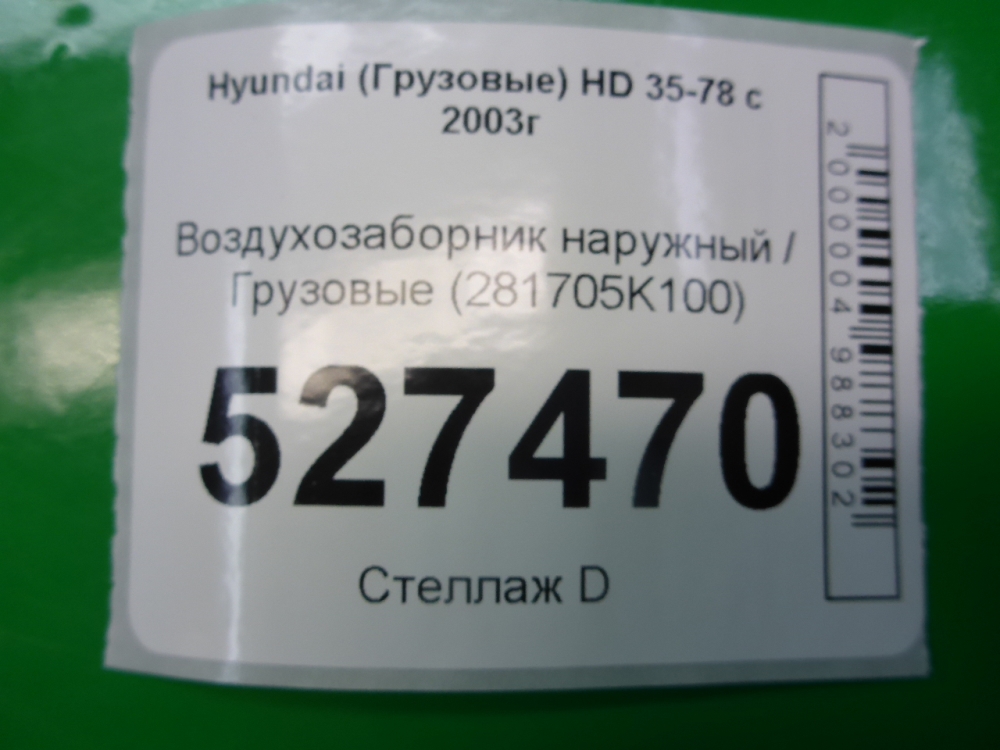 Hyundai (Грузовые) HD 35-78 с
2003г
Воздухозаборник наружный /
Грузовые (281705K100)
527470
Стеллаж D
2000004988302